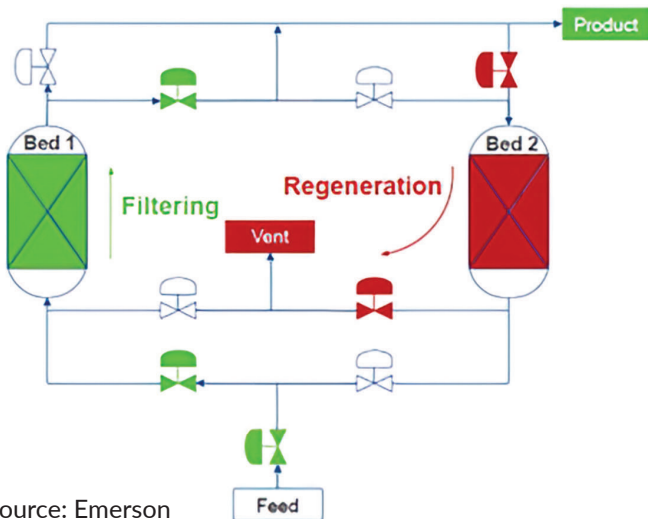 Product
Bed 1
Bed 2
Regeneration
Filtering
Vent
Feed
ource: Emerson